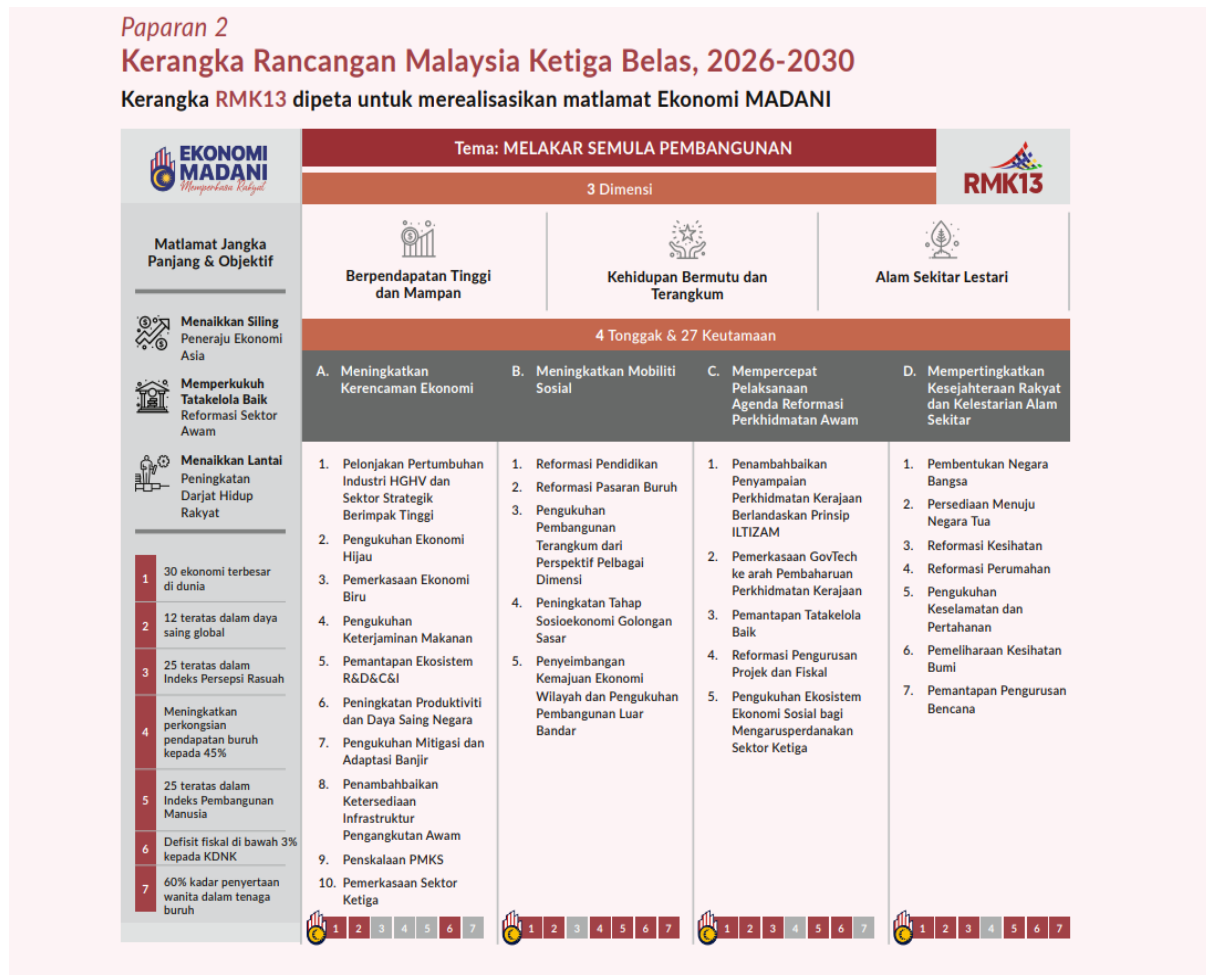 Paparan 2
Kerangka Rancangan Malaysia Ketiga Belas, 2026-2030
Kerangka RMK13 dipeta untuk merealisasikan matlamat Ekonomi MADANI
EKONOMI
MADANI
Memperkasa Rakyat
Tema: MELAKAR SEMULA PEMBANGUNAN
3 Dimensi
RMK13
Matlamat Jangka
Panjang & Objektif
Menaikkan Siling
Peneraju Ekonomi
Asia
Memperkukuh
Tatakelola Baik
Reformasi Sektor
Awam
Menaikkan Lantai
Peningkatan
Darjat Hidup
Rakyat
1
30 ekonomi terbesar
di dunia
2
12 teratas dalam daya
saing global
3
25 teratas dalam
Indeks Persepsi Rasuah
4
Meningkatkan
perkongsian
pendapatan buruh
kepada 45%
5
25 teratas dalam
Indeks Pembangunan
Manusia
6
Defisit fiskal di bawah 3%
kepada KDNK
7
60% kadar penyertaan
wanita dalam tenaga
buruh
Berpendapatan Tinggi
dan Mampan
Kehidupan Bermutu dan
Terangkum
Alam Sekitar Lestari
4 Tonggak & 27 Keutamaan
A. Meningkatkan
Kerencaman Ekonomi
1. Pelonjakan Pertumbuhan
Industri HGHV dan
Sektor Strategik
Berimpak Tinggi
2. Pengukuhan Ekonomi
Hijau
3. Pemerkasaan Ekonomi
Biru
4. Pengukuhan
Keterjaminan Makanan
5. Pemantapan Ekosistem
R&D&C&I
6. Peningkatan Produktiviti
dan Daya Saing Negara
7. Pengukuhan Mitigasi dan
Adaptasi Banjir
8. Penambahbaikan
Ketersediaan
Infrastruktur
Pengangkutan Awam
9. Penskalaan PMKS
10. Pemerkasaan Sektor
Ketiga
1 2 3 4 5 6 7
B. Meningkatkan Mobiliti
Sosial
1. Reformasi Pendidikan
2. Reformasi Pasaran Buruh
3. Pengukuhan
Pembangunan
Terangkum dari
Perspektif Pelbagai
Dimensi
4. Peningkatan Tahap
Sosioekonomi Golongan
Sasar
5. Penyeimbangan
Kemajuan Ekonomi
Wilayah dan Pengukuhan
Pembangunan Luar
Bandar
1 2 3 4 5 6 7
C. Mempercepat
Pelaksanaan
Agenda Reformasi
Perkhidmatan Awam
1. Penambahbaikan
Penyampaian
Perkhidmatan Kerajaan
Berlandaskan Prinsip
ILTIZAM
2. Pemerkasaan GovTech
ke arah Pembaharuan
Perkhidmatan Kerajaan
3. Pemantapan Tatakelola
Baik
4. Reformasi Pengurusan
Projek dan Fiskal
5. Pengukuhan Ekosistem
Ekonomi Sosial bagi
Mengarusperdanakan
Sektor Ketiga
1 2 3 4 5 6 7
D. Mempertingkatkan
Kesejahteraan Rakyat
dan Kelestarian Alam
Sekitar
1. Pembentukan Negara
Bangsa
2. Persediaan Menuju
Negara Tua
3. Reformasi Kesihatan
4. Reformasi Perumahan
5. Pengukuhan
Keselamatan dan
Pertahanan
6. Pemeliharaan Kesihatan
Bumi
7. Pemantapan Pengurusan
Bencana
1 2 3 4 5 6 7